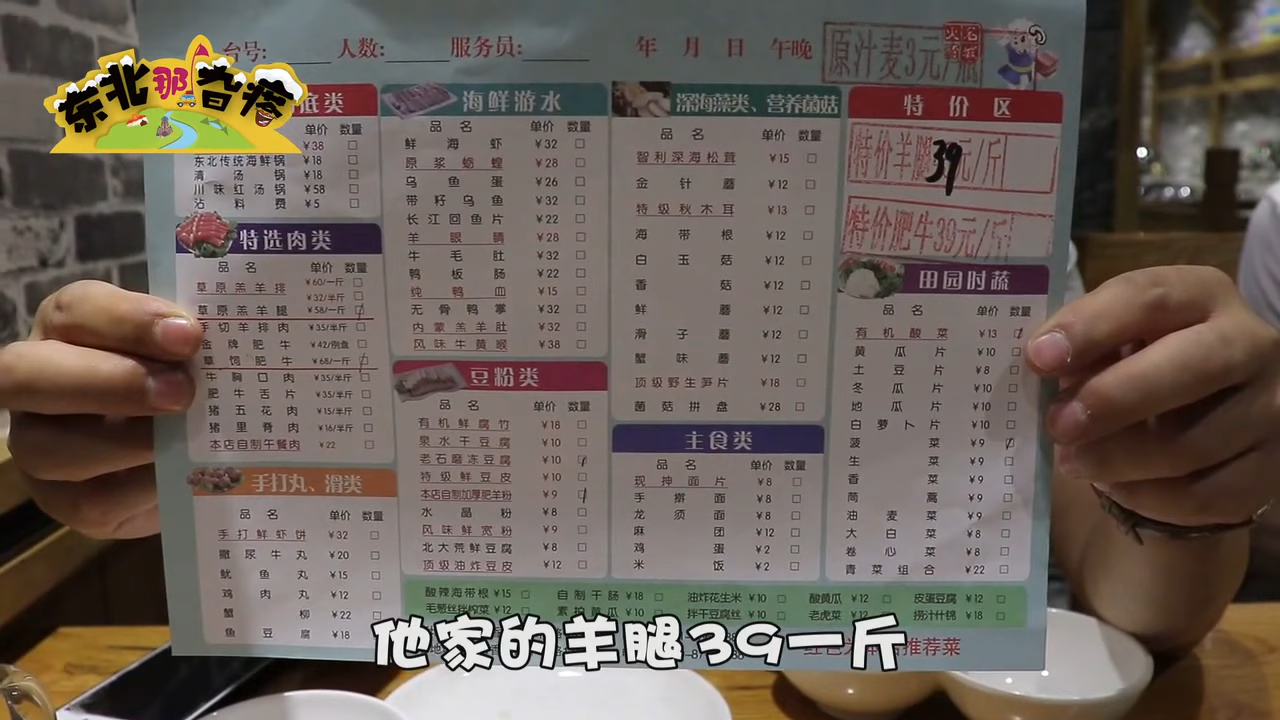 东北那旮瘩
台号:
人数:
服务员:
年 月 日 午晚
原汁麦3元/瓶
底类
单价 数量
¥38
东北传统海鲜锅 ¥18
清汤锅 ¥18
川味红汤锅 ¥58
沾料费 ¥5
特选肉类
品名 单价 数量
草原羔羊排 ¥60/一斤
¥32/半斤
草原羔羊腿 ¥58/一斤
手切羊排肉 ¥35/半斤
金牌肥牛 ¥42/例盘
草饲肥牛 ¥68/一斤
牛胸口肉 ¥35/半斤
肥牛舌片 ¥35/半斤
猪五花肉 ¥15/半斤
猪里脊肉 ¥16/半斤
本店自制午餐肉 ¥22
手打丸、滑类
品名 单价 数量
手打鲜虾饼 ¥32
撒尿牛丸 ¥20
鱿鱼丸 ¥15
鸡肉丸 ¥12
蟹柳 ¥22
鱼豆腐 ¥18
海鲜游水
品名 单价 数量
鲜海虾 ¥32
原浆蛎蝗 ¥28
乌鱼蛋 ¥26
带籽乌鱼 ¥32
长江回鱼片 ¥22
羊眼睛 ¥28
牛毛肚 ¥32
鸭板肠 ¥22
纯鸭血 ¥15
无骨鸭掌 ¥32
内蒙羔羊肚 ¥32
风味牛黄喉 ¥38
豆粉类
品名 单价 数量
有机鲜腐竹 ¥18
泉水干豆腐 ¥10
老石磨冻豆腐 ¥10
特级鲜豆皮 ¥10
本店自制加厚肥羊粉 ¥9
水晶粉 ¥8
风味鲜宽粉 ¥9
北大荒鲜豆腐 ¥8
顶级油炸豆皮 ¥12
深海藻类、营养菌菇
品名 单价 数量
智利深海松茸 ¥15
金针蘑 ¥12
特级秋木耳 ¥13
海带根 ¥12
白玉菇 ¥12
香菇 ¥12
鲜蘑 ¥12
滑子蘑 ¥12
蟹味蘑 ¥12
顶级野生笋片 ¥18
菌菇拼盘 ¥28
主食类
品名 单价 数量
现抻面片 ¥8
手擀面 ¥8
龙须面 ¥8
麻团 ¥12
鸡蛋 ¥2
米饭 ¥2
特价区
特价羊腿39元/斤
特价肥牛39元/斤
田园时蔬
品名 单价 数量
有机酸菜 ¥13
黄瓜片 ¥10
土豆片 ¥8
冬瓜片 ¥10
地瓜片 ¥10
白萝卜片 ¥10
菠菜 ¥9
生菜 ¥9
香菜 ¥9
茼蒿 ¥9
油麦菜 ¥9
大白菜 ¥8
卷心菜 ¥8
青菜组合 ¥22
酸辣海带根 ¥15 自制干肠 ¥18 油炸花生米 ¥10 酸黄瓜 ¥12 皮蛋豆腐 ¥12
毛葱丝拌榨菜 ¥12 素拍黄瓜 ¥10 拌干豆腐丝 ¥10 老虎菜 ¥12 捞汁什锦 ¥18
推荐菜
他家的羊腿39一斤